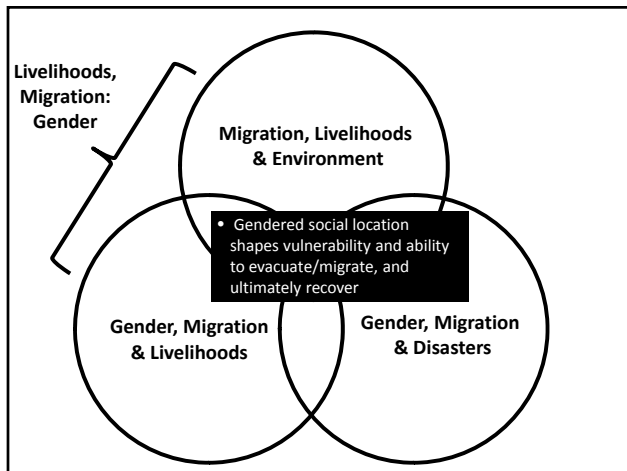 Livelihoods,
Migration:
Gender
Migration, Livelihoods
& Environment
• Gendered social location
shapes vulnerability and ability
to evacuate/migrate, and
ultimately recover
Gender, Migration
& Livelihoods
Gender, Migration
& Disasters